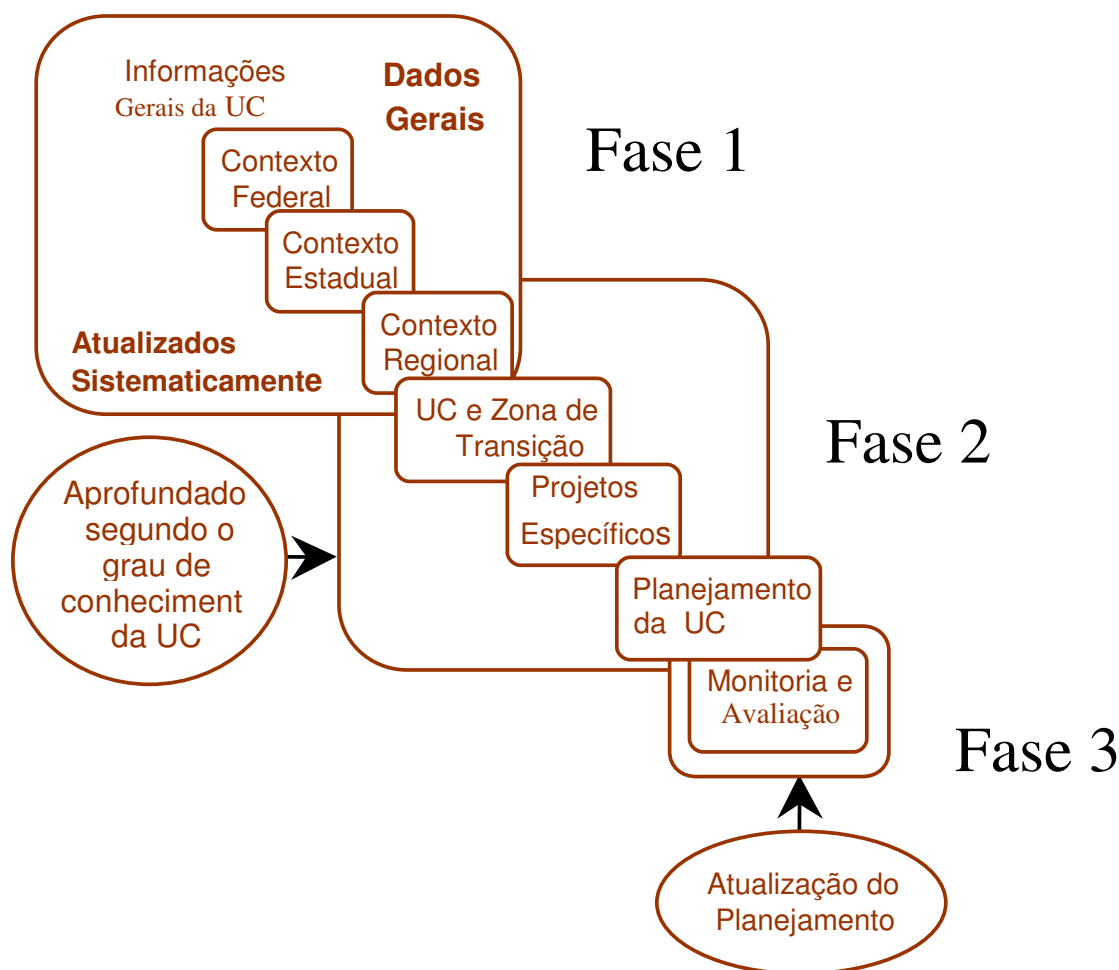 Informações
Gerais da UC
Dados
Gerais
Fase 1
Contexto
Federal
Contexto
Estadual
Contexto
Regional
Atualizados
Sistematicamente
UC e Zona de
Transição
Fase 2
Projetos
Específicos
Aprofundado
segundo o
grau de
conheciment
da UC
Planejamento
da UC
Monitoria e
Avaliação
Fase 3
Atualização do
Planejamento